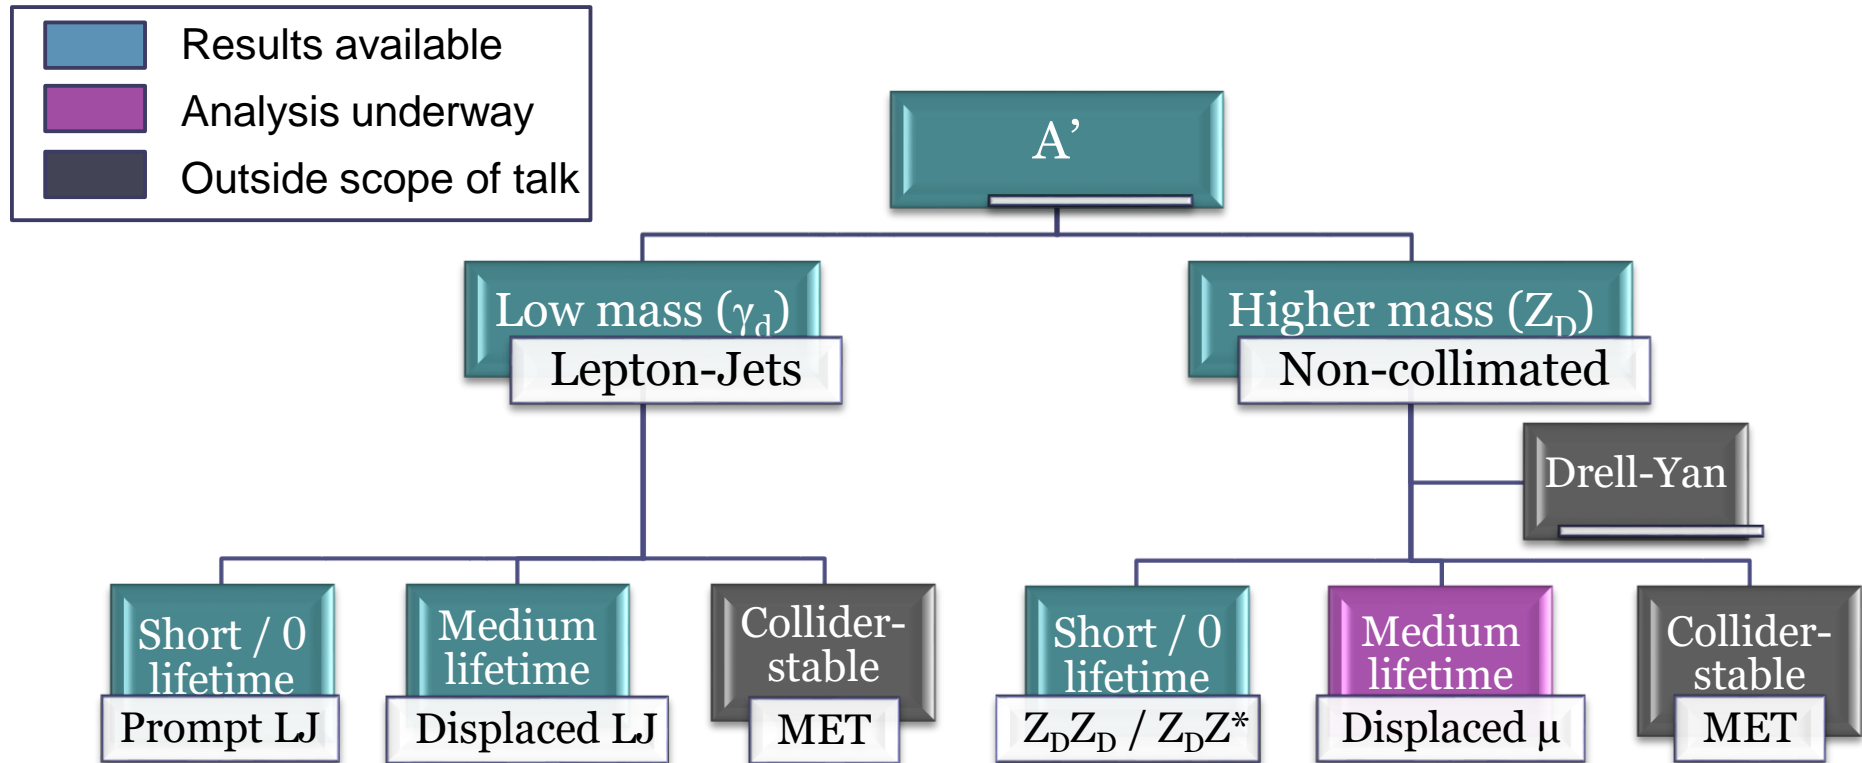 Results available
Analysis underway
Outside scope of talk
A’
Low mass (γd)
Lepton-Jets
Higher mass (ZD)
Non-collimated
Drell-Yan
Short / 0
lifetime
Prompt LJ
Medium
lifetime
Displaced LJ
Collider-
stable
MET
Short / 0
lifetime
ZDZD / ZDZ*
Medium
lifetime
Displaced μ
Collider-
stable
MET